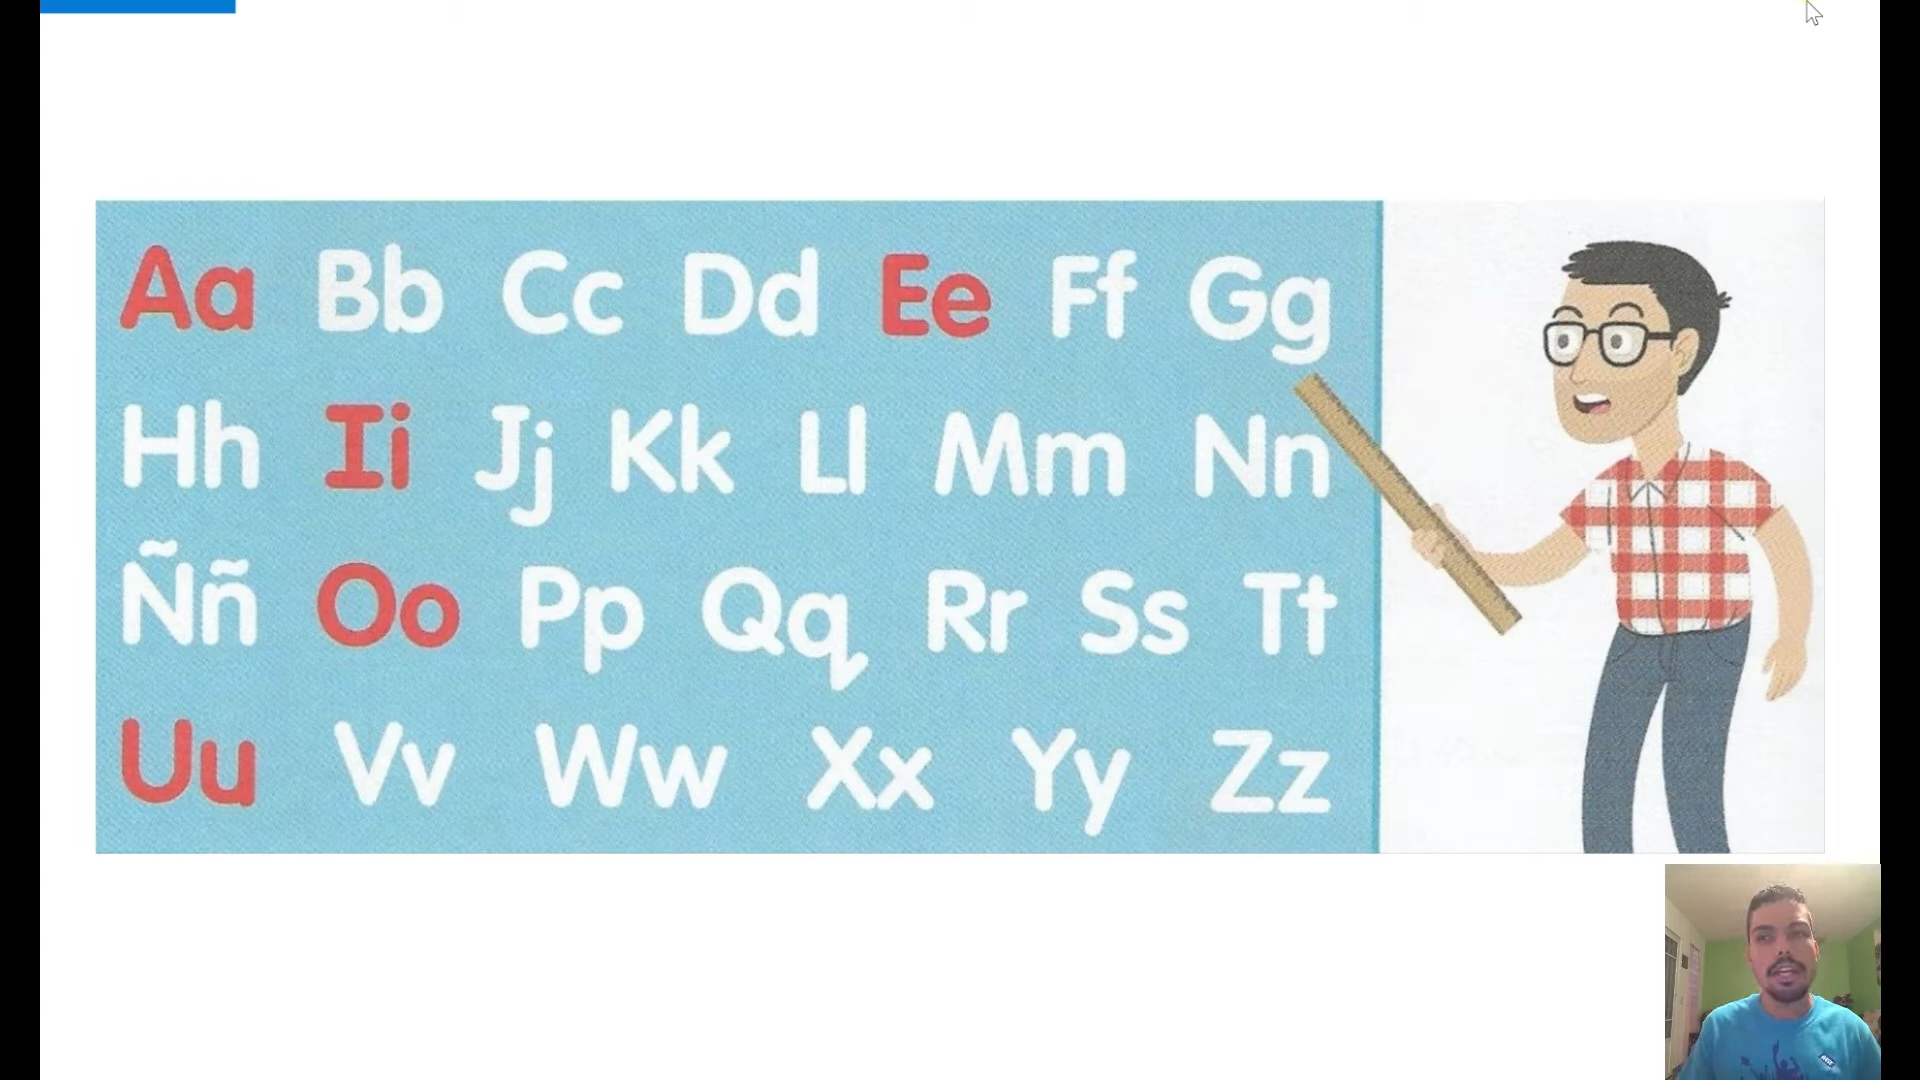 Aa Bb Cc Dd Ee Ff Gg
Hh Ii Jj Kk Ll Mm Nn
Ññ Oo Pp Qq Rr Ss Tt
Uu Vv Ww Xx Yy Zz